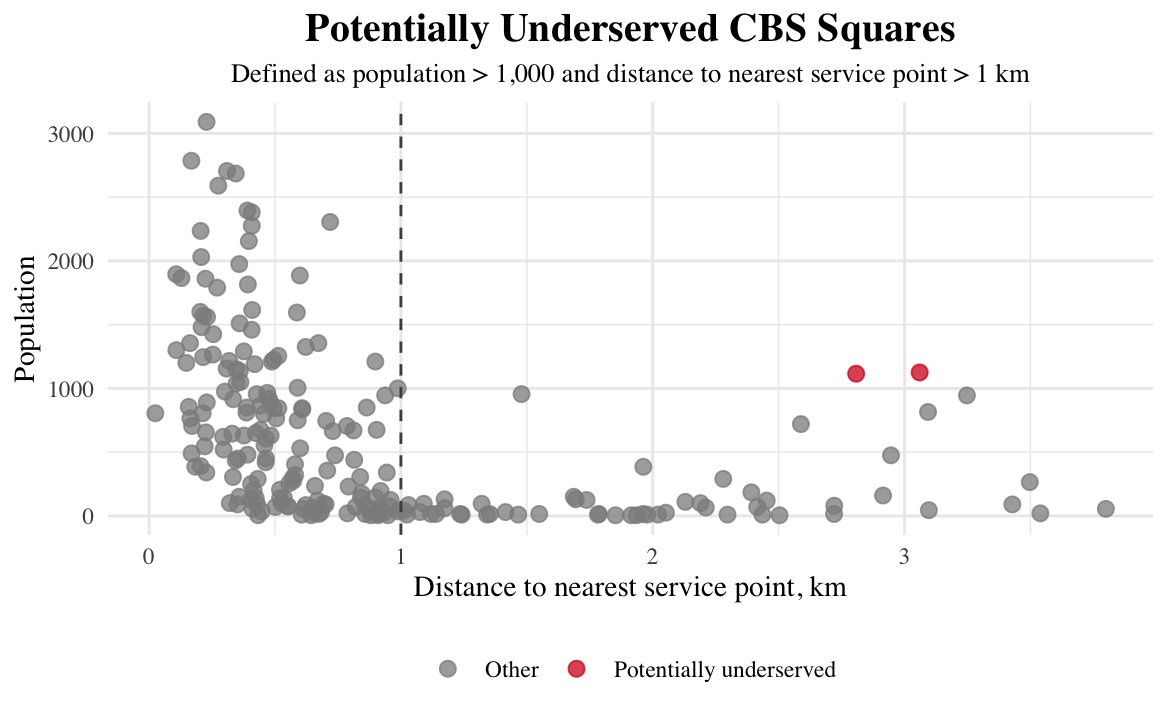 Potentially Underserved CBS Squares
Defined as population > 1,000 and distance to nearest service point > 1 km
3000
2000
1000
0
Population
0 1 2 3
Distance to nearest service point, km
Other Potentially underserved